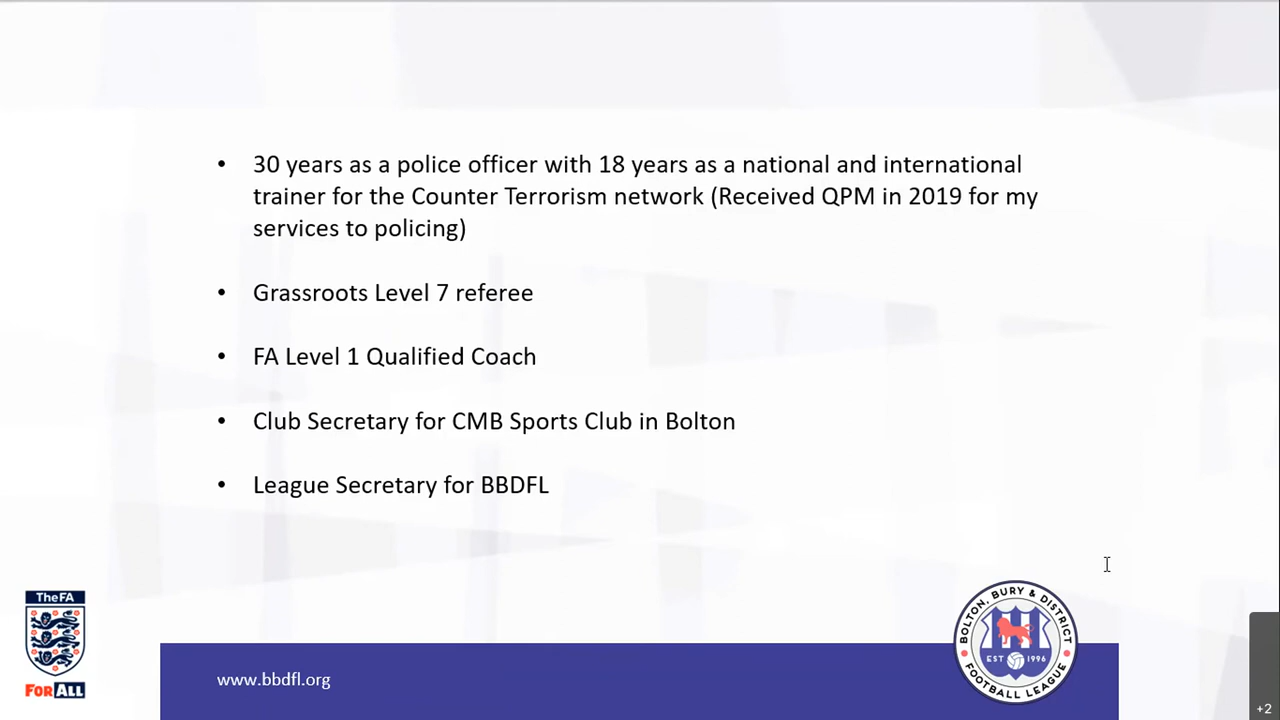 • 30 years as a police officer with 18 years as a national and international
trainer for the Counter Terrorism network (Received QPM in 2019 for my
services to policing)
• Grassroots Level 7 referee
• FA Level 1 Qualified Coach
• Club Secretary for CMB Sports Club in Bolton
• League Secretary for BBDFL
TheFA
FORALL
www.bbdfl.org
BOLTON, BURY & DISTRICT
EST 1996
FOOTBALL LEAGUE
+2